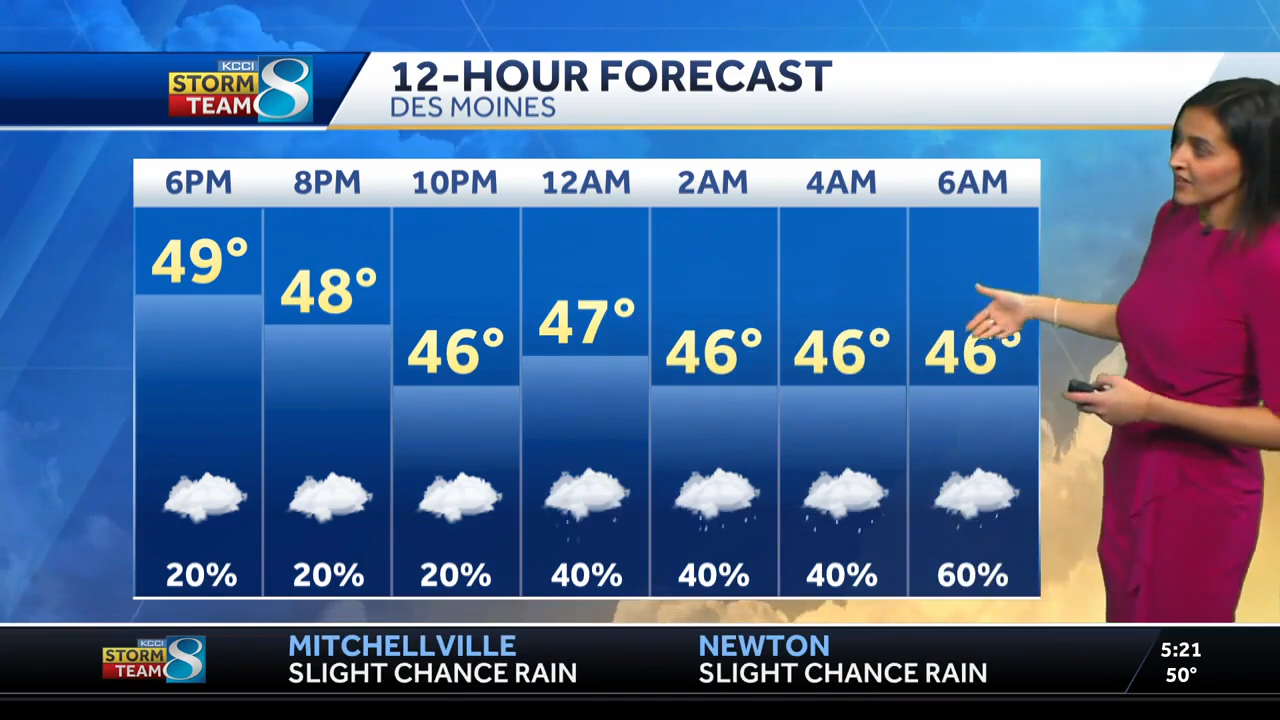 KCCI
STORM
TEAM 8
12-HOUR FORECAST
DES MOINES
6PM 8PM 10PM 12AM 2AM 4AM 6AM
49° 48° 46° 47° 46° 46° 46°
20% 20% 20% 40% 40% 40% 60%
KCCI
STORM
TEAM 8
MITCHELLVILLE NEWTON
SLIGHT CHANCE RAIN SLIGHT CHANCE RAIN
5:21
50°